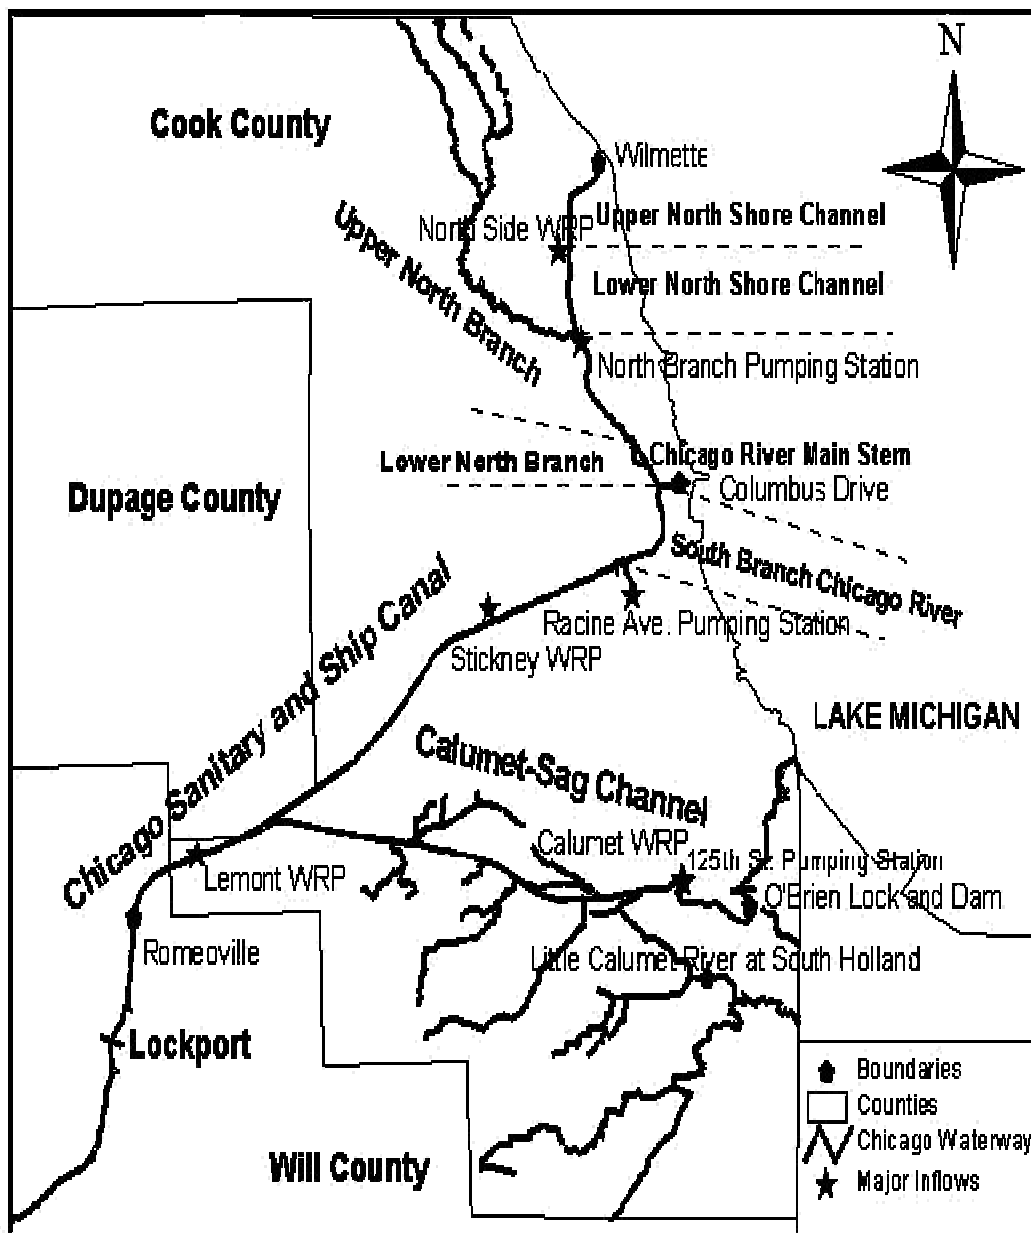 N
Cook County
Wilmette
Upper North Shore Channel
North Side WRP
Upper North Branch
Lower North Shore Channel
North Branch Pumping Station
Chicago River Main Stem
Lower North Branch
Columbus Drive
Dupage County
South Branch Chicago River
Racine Ave. Pumping Station
Stickney WRP
Chicago Sanitary and Ship Canal
LAKE MICHIGAN
Calumet-Sag Channel
Calumet WRP
125th St. Pumping Station
Lemont WRP
O'Brien Lock and Dam
Romeoville
Little Calumet River at South Holland
Lockport
Boundaries
Counties
Chicago Waterway
Major Inflows
Will County